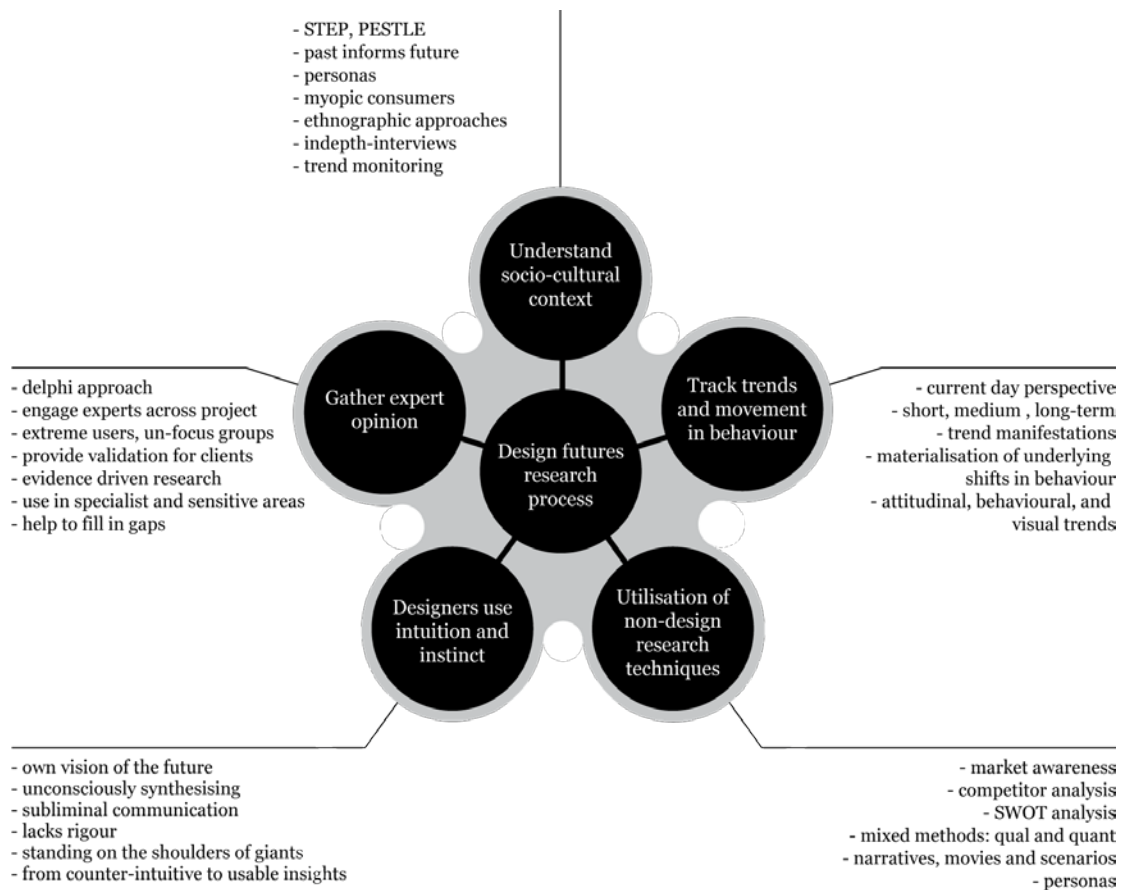 - STEP, PESTLE
- past informs future
- personas
- myopic consumers
- ethnographic approaches
- indepth-interviews
- trend monitoring
Understand
socio-cultural
context
Gather expert
opinion
Track trends
and movement
in behaviour
Design futures
research
process
Designers use
intuition and
instinct
Utilisation of
non-design
research
techniques
- delphi approach
- engage experts across project
- extreme users, un-focus groups
- provide validation for clients
- evidence driven research
- use in specialist and sensitive areas
- help to fill in gaps
- current day perspective
- short, medium , long-term
- trend manifestations
- materialisation of underlying
shifts in behaviour
- attitudinal, behavioural, and
visual trends
- own vision of the future
- unconsciously synthesising
- subliminal communication
- lacks rigour
- standing on the shoulders of giants
- from counter-intuitive to usable insights
- market awareness
- competitor analysis
- SWOT analysis
- mixed methods: qual and quant
- narratives, movies and scenarios
- personas